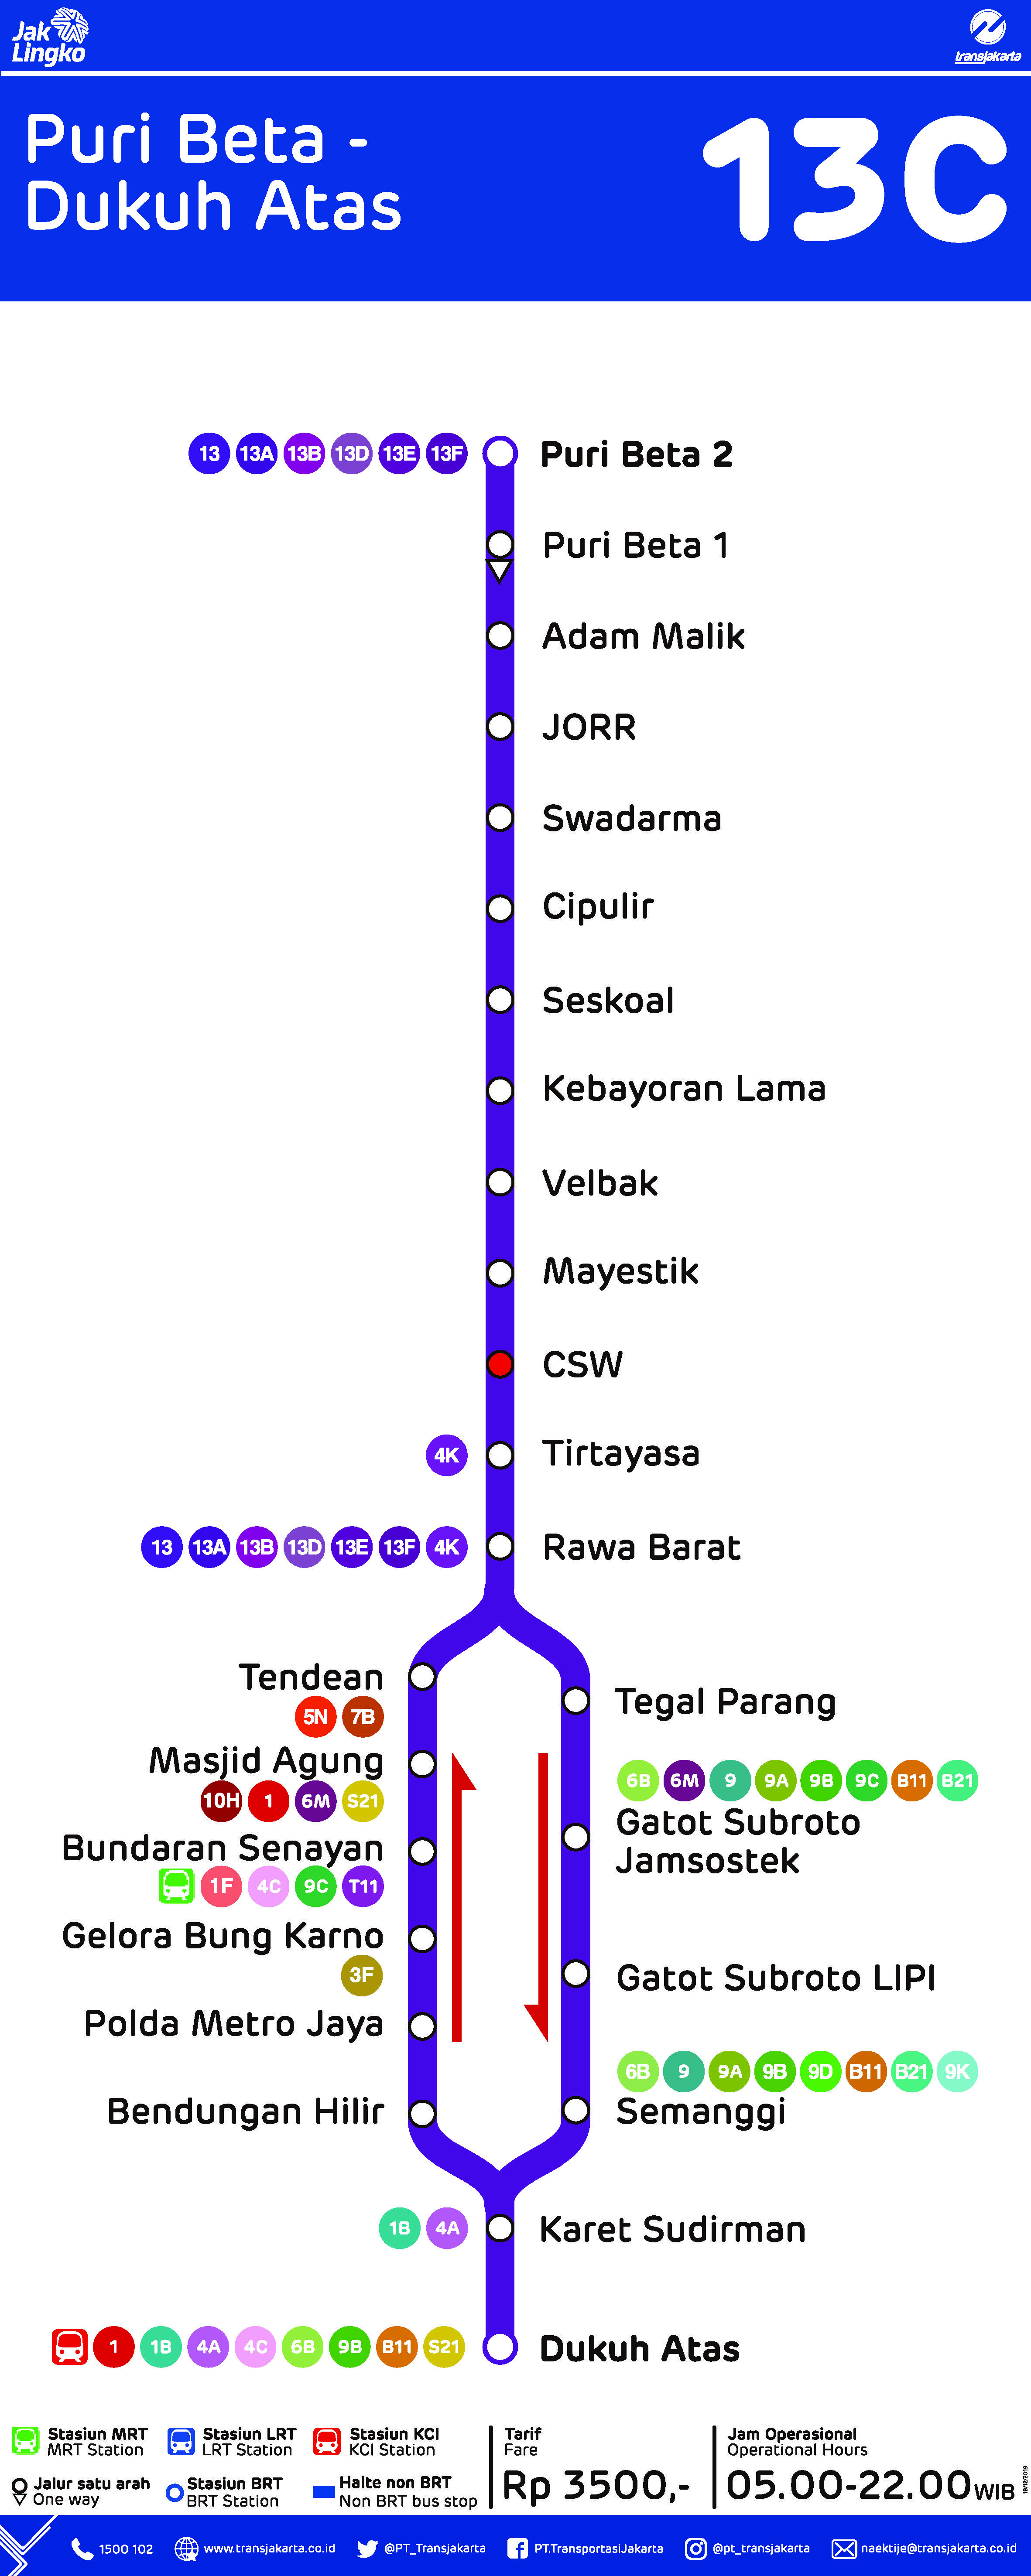 Jak
Lingko
transjakarta
Puri Beta -
Dukuh Atas
13C
13 13A 13B 13D 13E 13F
Puri Beta 2
Puri Beta 1
Adam Malik
JORR
Swadarma
Cipulir
Seskoal
Kebayoran Lama
Velbak
Mayestik
CSW
4K
Tirtayasa
13 13A 13B 13D 13E 13F 4K
Rawa Barat
Tendean
5N 7B
Masjid Agung
10H 1 6M S21
Bundaran Senayan
1F 4C 9C T11
Gelora Bung Karno
3F
Polda Metro Jaya
Bendungan Hilir
Tegal Parang
6B 6M 9 9A 9B 9C B11 B21
Gatot Subroto
Jamsostek
Gatot Subroto LIPI
6B 9 9A 9B 9D B11 B21 9K
Semanggi
1B 4A
Karet Sudirman
1 1B 4A 4C 6B 9B B11 S21
Dukuh Atas
Stasiun MRT
MRT Station
Stasiun LRT
LRT Station
Stasiun KCI
KCI Station
Jalur satu arah
One way
Stasiun BRT
BRT Station
Halte non BRT
Non BRT bus stop
Tarif
Fare
Rp 3500,-
Jam Operasional
Operational Hours
05.00-22.00 WIB
18/12/2019
1500 102
www.transjakarta.co.id
@PT_Transjakarta
PT.TransportasiJakarta
@pt_transjakarta
naektije@transjakarta.co.id